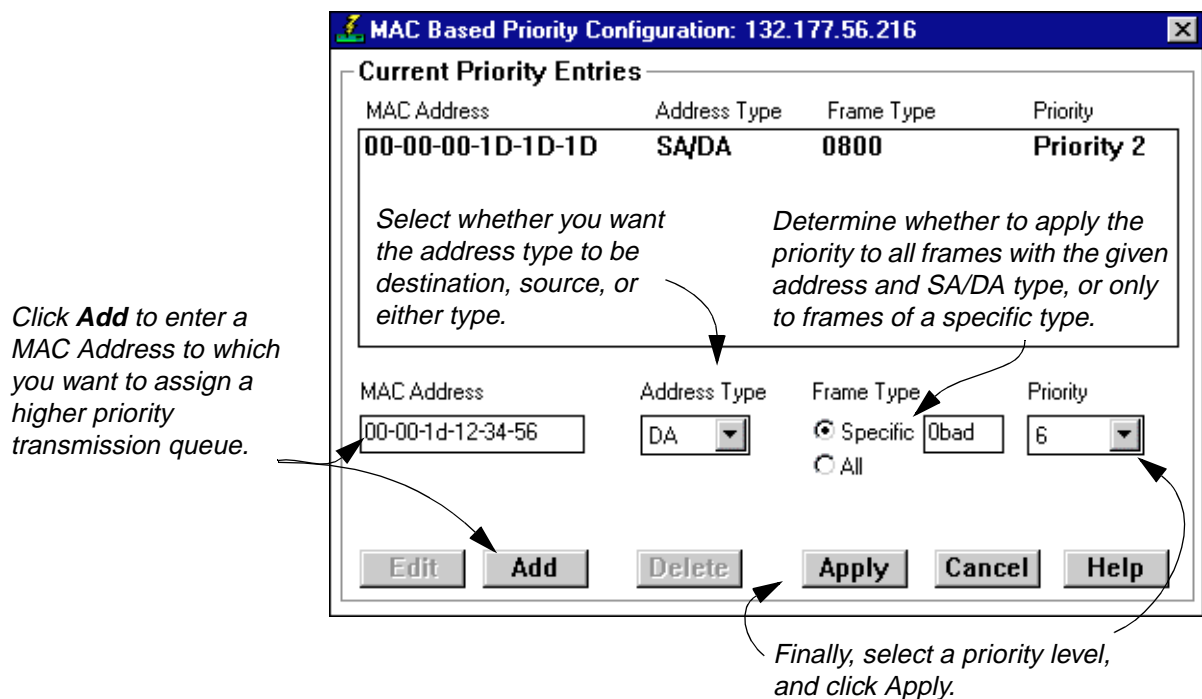 MAC Based Priority Configuration: 132.177.56.216
Current Priority Entries
MAC Address Address Type Frame Type Priority
00-00-00-1D-1D-1D SA/DA 0800 Priority 2
Select whether you want
the address type to be
destination, source, or
either type.
Determine whether to apply the
priority to all frames with the given
address and SA/DA type, or only
to frames of a specific type.
Click Add to enter a
MAC Address to which
you want to assign a
higher priority
transmission queue.
MAC Address Address Type Frame Type Priority
00-00-1d-12-34-56 DA Specific 0bad 6
All
Edit Add Delete Apply Cancel Help
Finally, select a priority level,
and click Apply.